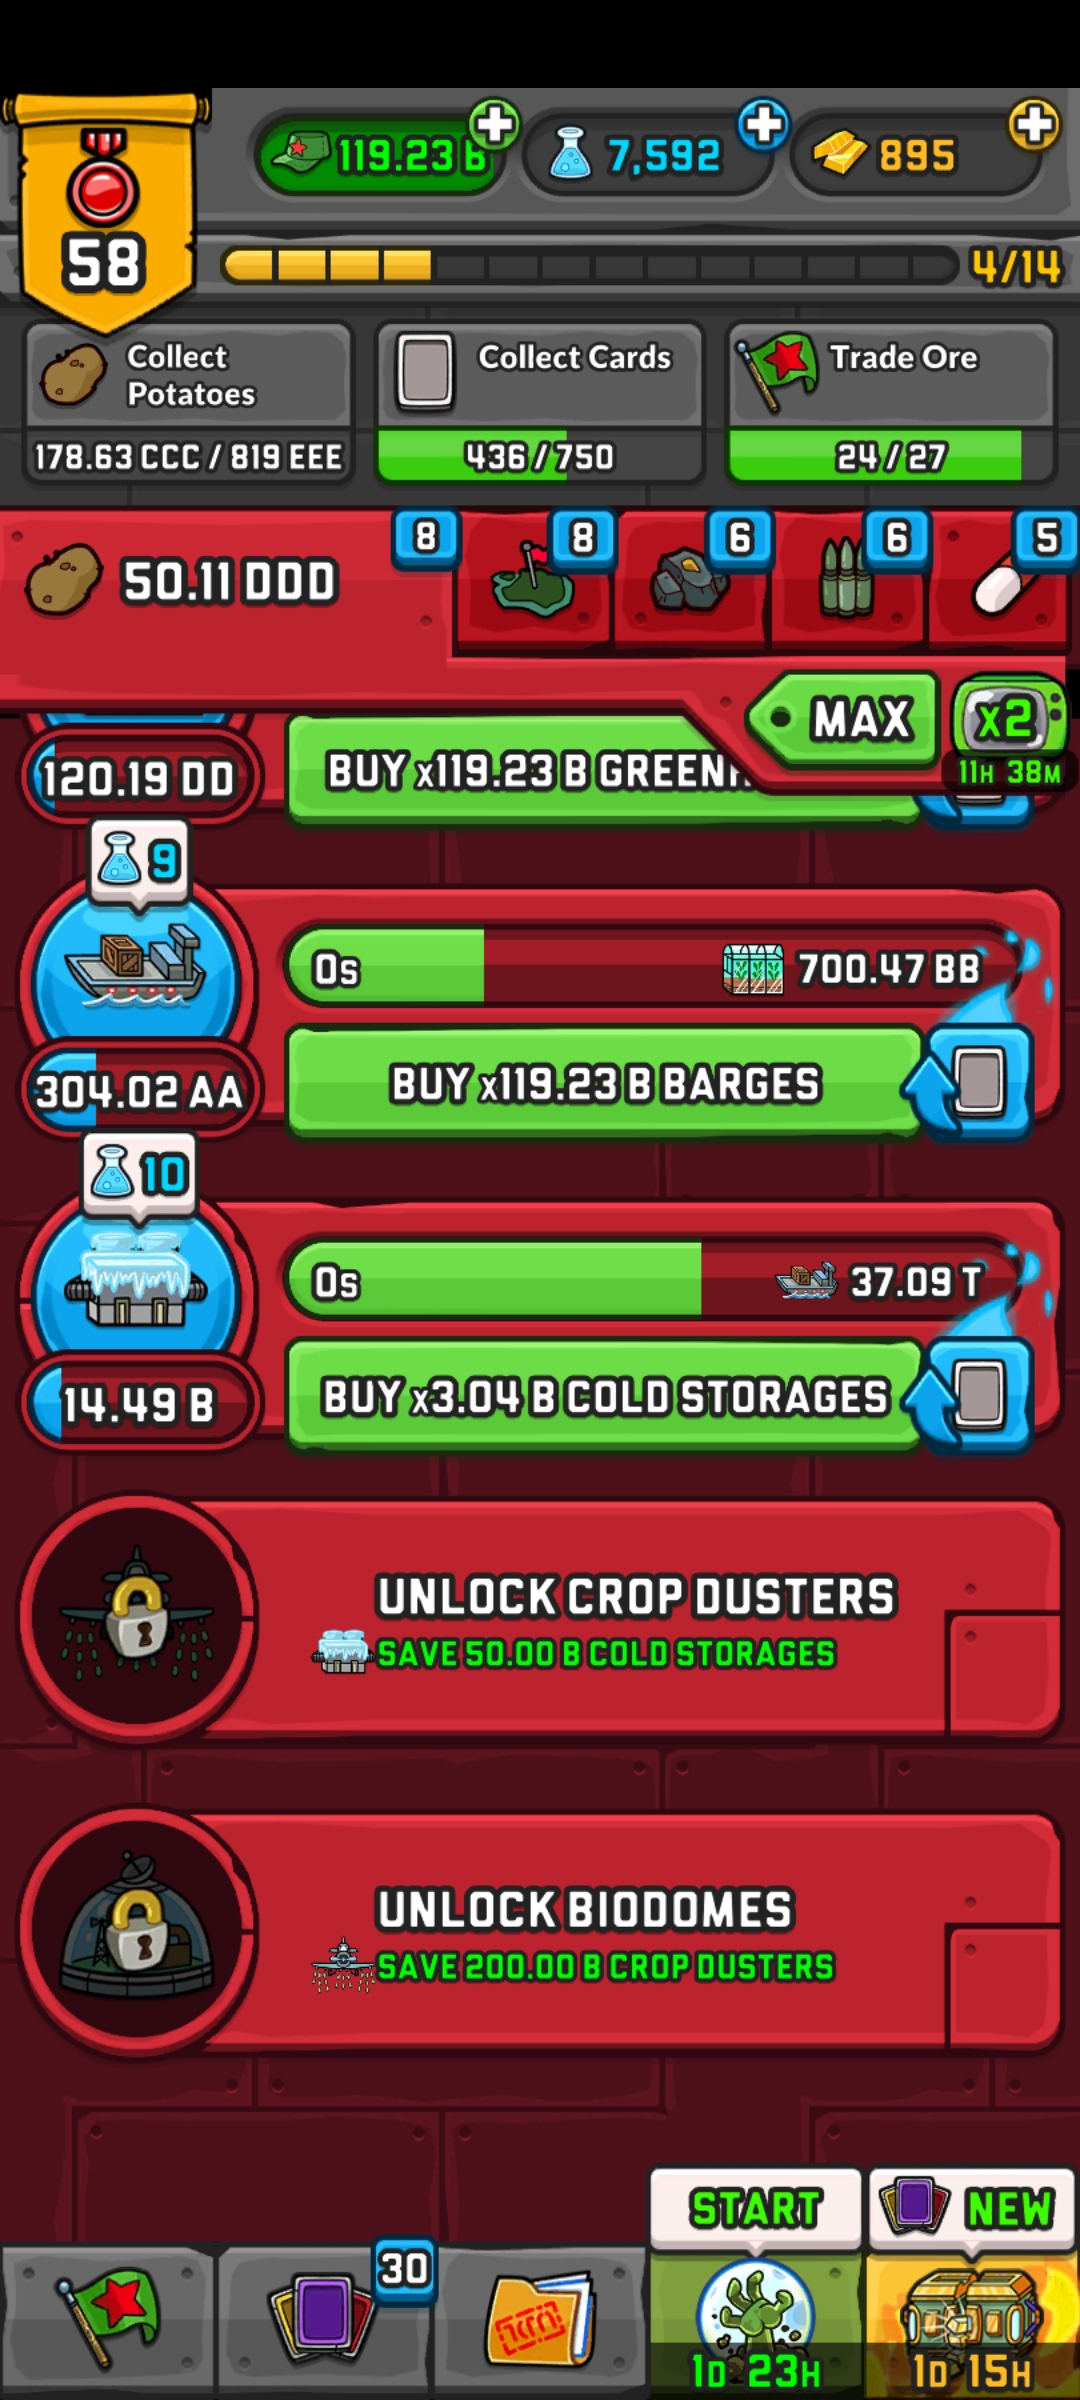 119.23 B
7,592
895
58
4/14
Collect
Potatoes
Collect Cards
Trade Ore
178.63 CCC / 819 EEE
436 / 750
24 / 27
8
8
6
6
5
50.11 DDD
MAX
x2
11H 38M
120.19 DD
BUY x119.23 B GREENH
9
0s
700.47 BB
304.02 AA
BUY x119.23 B BARGES
10
0s
37.09 T
14.49 B
BUY x3.04 B COLD STORAGES
UNLOCK CROP DUSTERS
SAVE 50.00 B COLD STORAGES
UNLOCK BIODOMES
SAVE 200.00 B CROP DUSTERS
START
NEW
30
1D 23H
1D 15H